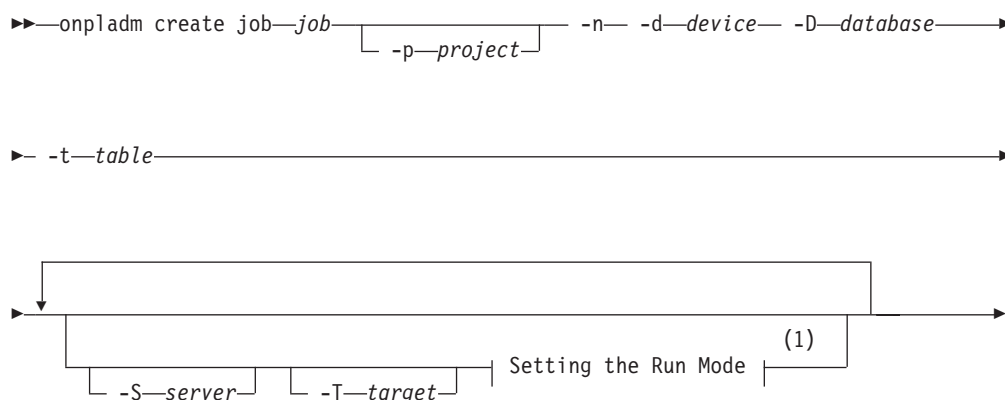 onpladm create job job -n -d device -D database
-p project
-t table
(1)
Setting the Run Mode
-S server -T target